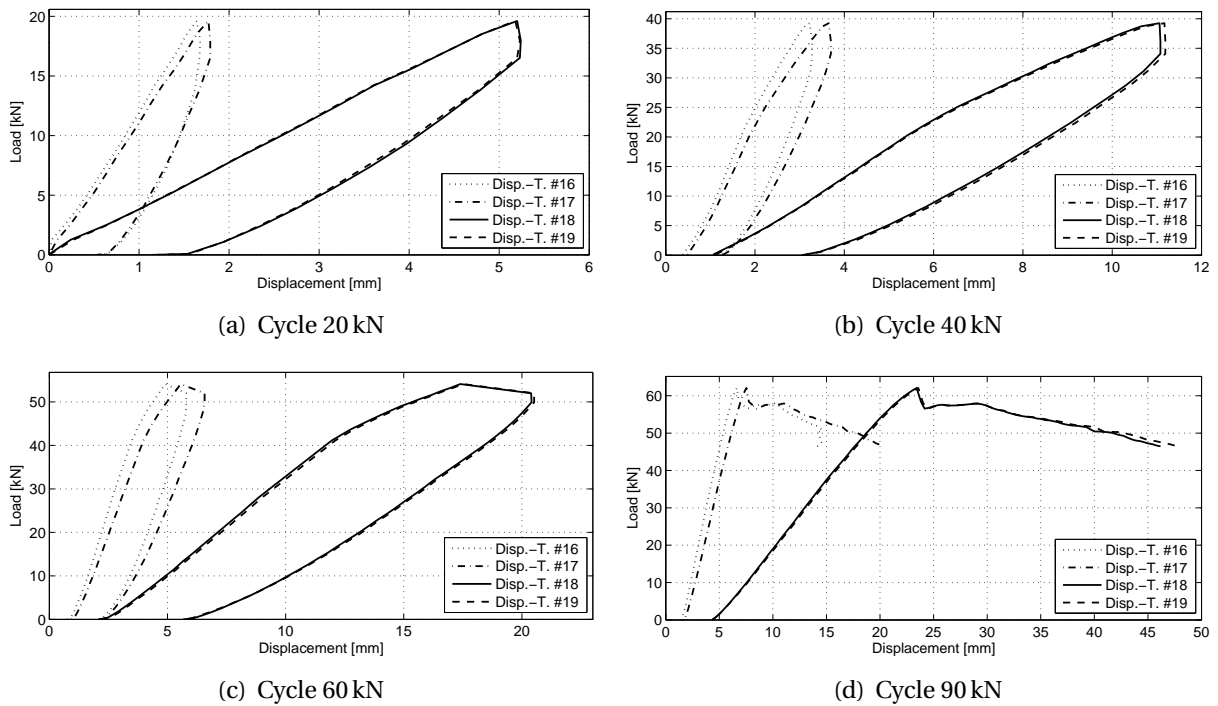 20
15
10
5
0
Load [kN]
0 1 2 3 4 5 6
Displacement [mm]
Disp.−T. #16
Disp.−T. #17
Disp.−T. #18
Disp.−T. #19
(a) Cycle 20 kN
40
35
30
25
20
15
10
5
0
Load [kN]
0 2 4 6 8 10 12
Displacement [mm]
Disp.−T. #16
Disp.−T. #17
Disp.−T. #18
Disp.−T. #19
(b) Cycle 40 kN
50
40
30
20
10
0
Load [kN]
0 5 10 15 20
Displacement [mm]
Disp.−T. #16
Disp.−T. #17
Disp.−T. #18
Disp.−T. #19
(c) Cycle 60 kN
60
50
40
30
20
10
0
Load [kN]
0 5 10 15 20 25 30 35 40 45 50
Displacement [mm]
Disp.−T. #16
Disp.−T. #17
Disp.−T. #18
Disp.−T. #19
(d) Cycle 90 kN